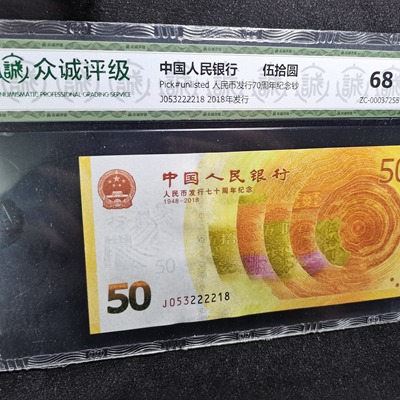 誠 众诚评级
NUMISMATIC PROFESSIONAL GRADING SERVICE
中国人民银行 伍拾圆 68
Pick#unlisted 人民币发行70周年纪念钞
J053222218 2018年发行
中国人民银行 50
人民币发行七十周年纪念
1948-2018
50
50 J053222218